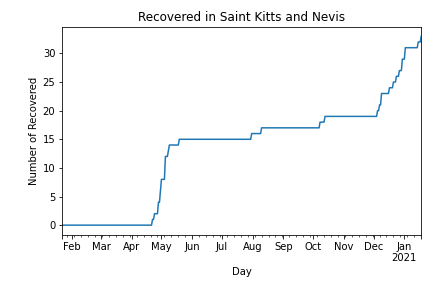 Recovered in Saint Kitts and Nevis
Number of Recovered
30
25
20
15
10
5
0
Feb Mar Apr May Jun Jul Aug Sep Oct Nov Dec Jan
2021
Day